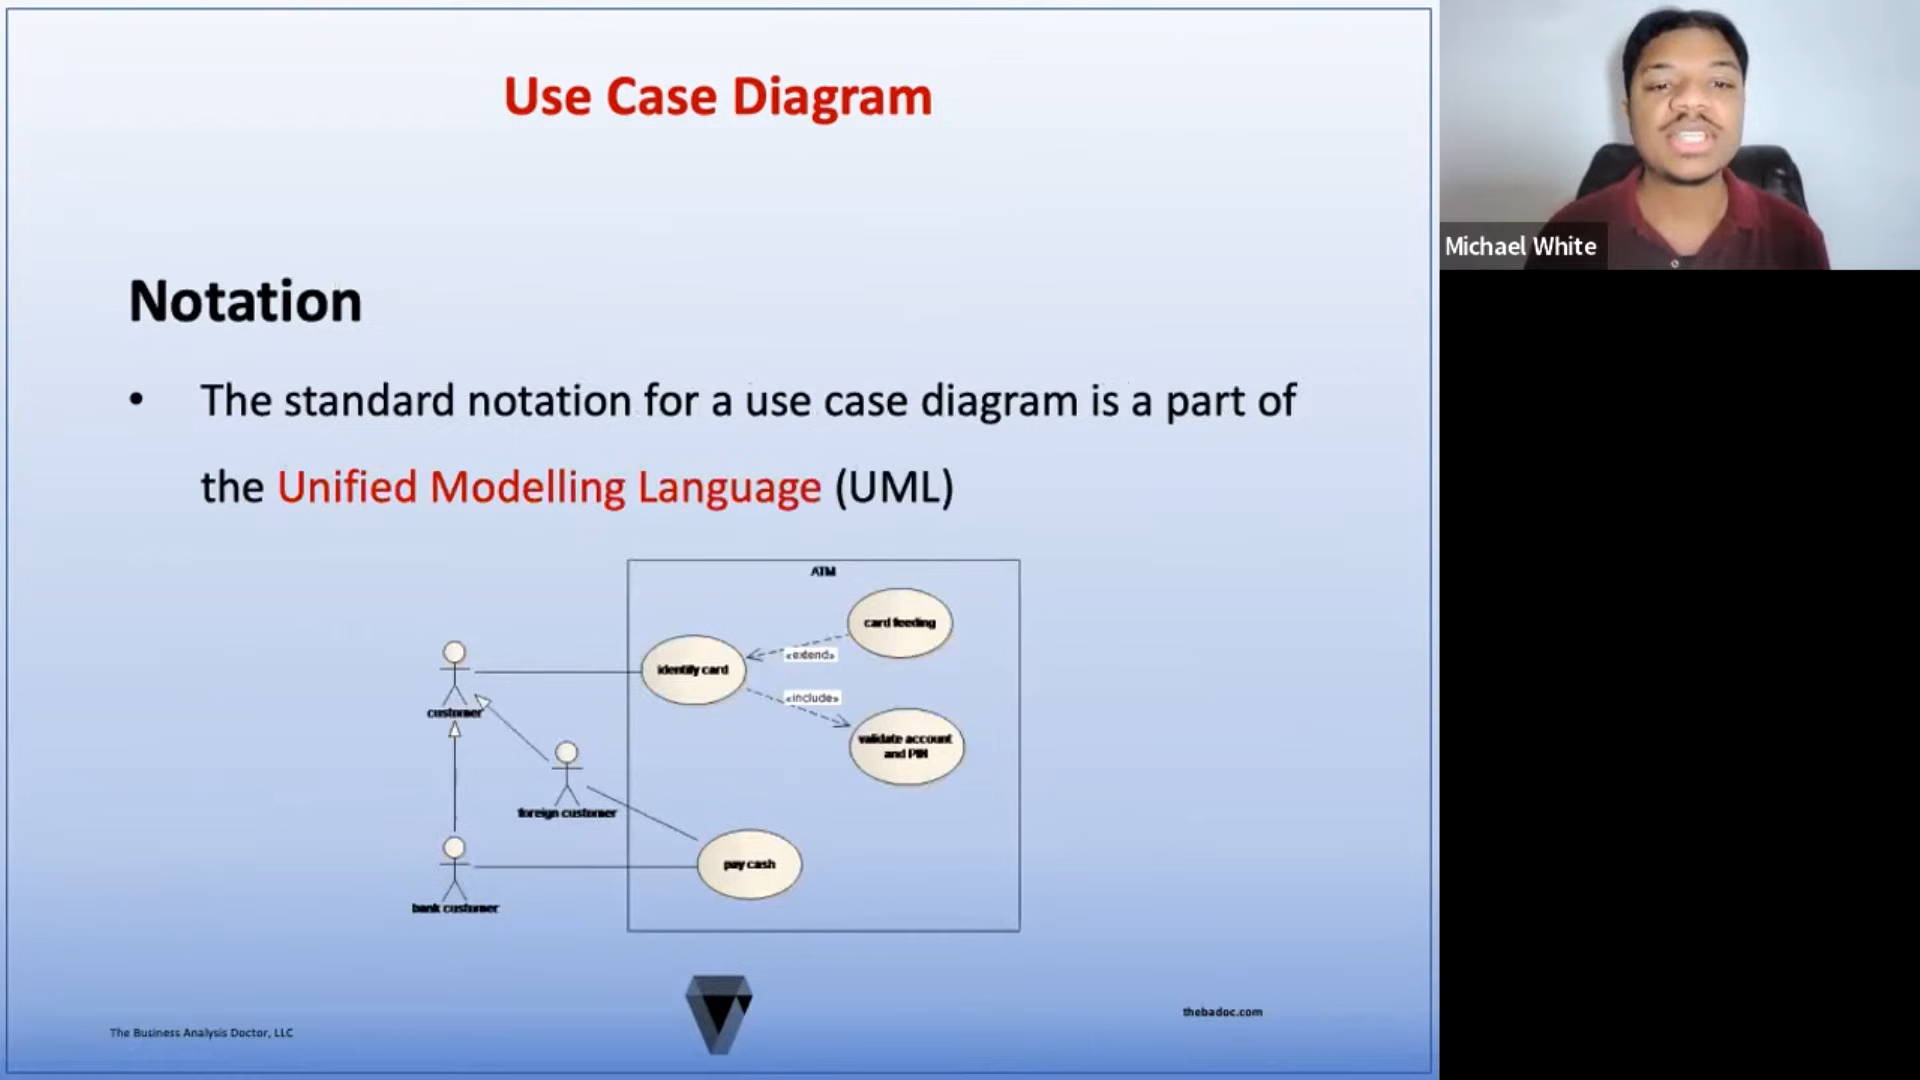 Use Case Diagram
Michael White
Notation
• The standard notation for a use case diagram is a part of
the Unified Modelling Language (UML)
ATM
card feeding
«extend»
identify card
«include»
customer
validate account
and PIN
foreign customer
pay cash
bank customer
thebadoc.com
The Business Analysis Doctor, LLC